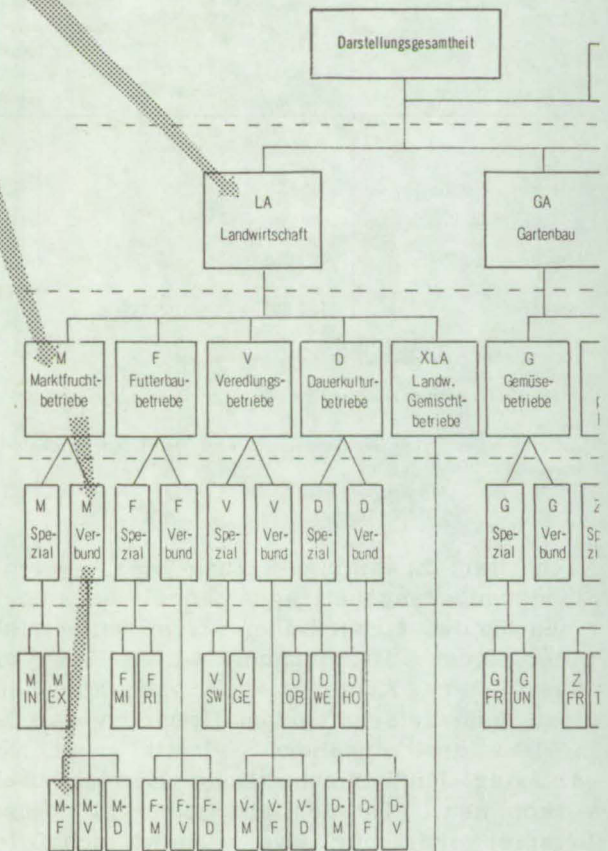 Darstellungsgesamtheit
LA
Landwirtschaft
GA
Gartenbau
M
Marktfrucht-
betriebe
F
Futterbau-
betriebe
V
Veredlungs-
betriebe
D
Dauerkultur-
betriebe
XLA
Landw.
Gemischt-
betriebe
G
Gemüse-
betriebe
M
Spe-
zial
M
Ver-
bund
F
Spe-
zial
F
Ver-
bund
V
Spe-
zial
V
Ver-
bund
D
Spe-
zial
D
Ver-
bund
G
Spe-
zial
G
Ver-
bund
Z
Sp
zi
M
IN
M
EX
F
MI
F
RI
V
SW
V
GE
D
OB
D
WE
D
HO
G
FR
G
UN
Z
FR
M-
F
M-
V
M-
D
F-
M
F-
V
F-
D
V-
M
V-
F
V-
D
D-
M
D-
F
D-
V